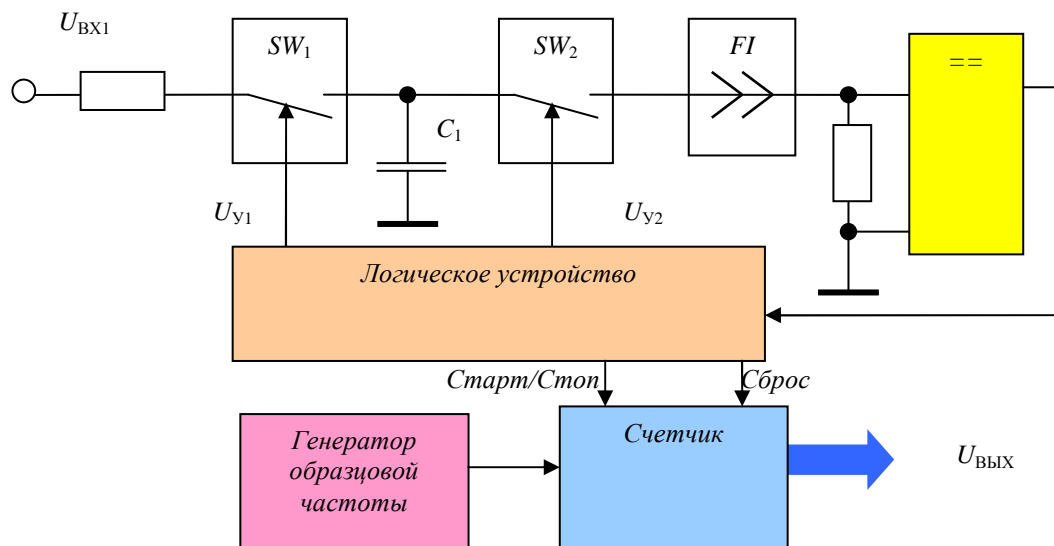 U_ВХ1
SW_1
SW_2
FI
==
C_1
U_У1
U_У2
Логическое устройство
Старт/Стоп
Сброс
Генератор
образцовой
частоты
Счетчик
U_ВЫХ